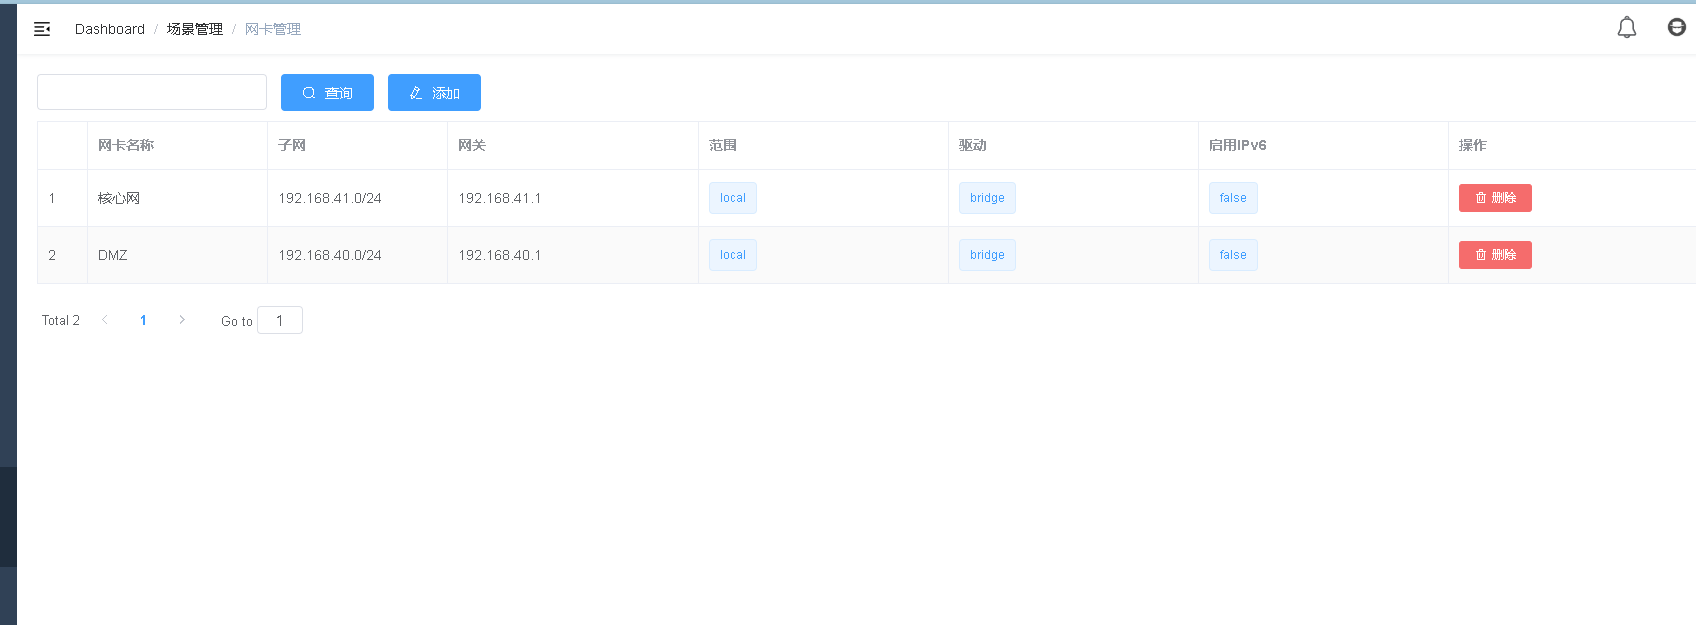 Dashboard / 场景管理 / 网卡管理
查询 添加
网卡名称 子网 网关 范围 驱动 启用IPv6 操作
1 核心网 192.168.41.0/24 192.168.41.1 local bridge false 删除
2 DMZ 192.168.40.0/24 192.168.40.1 local bridge false 删除
Total 2 1 Go to 1